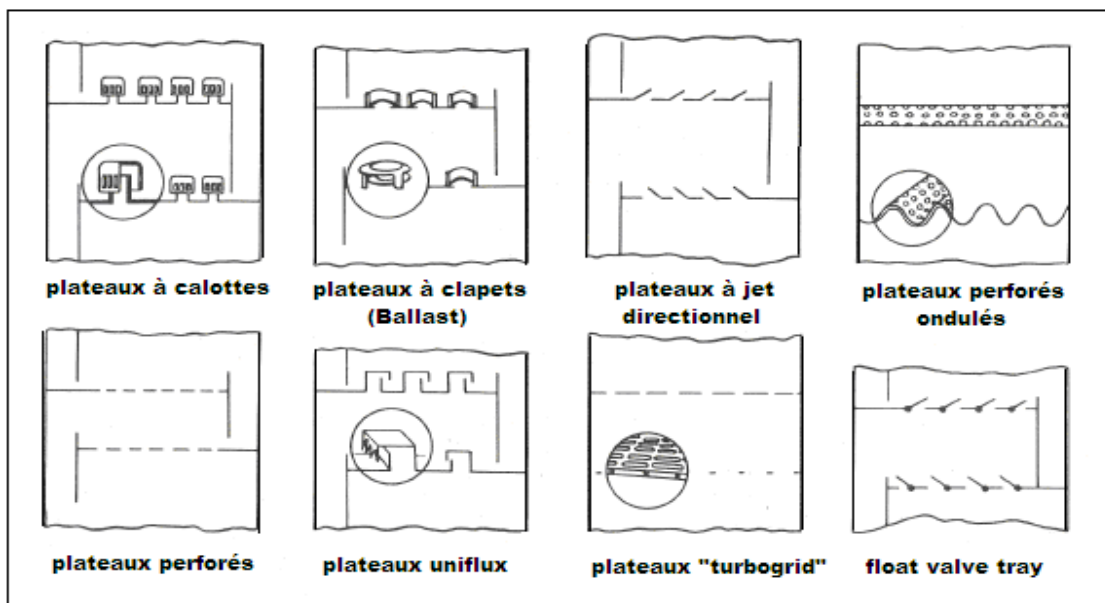 plateaux à calottes
plateaux à clapets
(Ballast)
plateaux à jet
directionnel
plateaux perforés
ondulés
plateaux perforés
plateaux uniflux
plateaux "turbogrid"
float valve tray